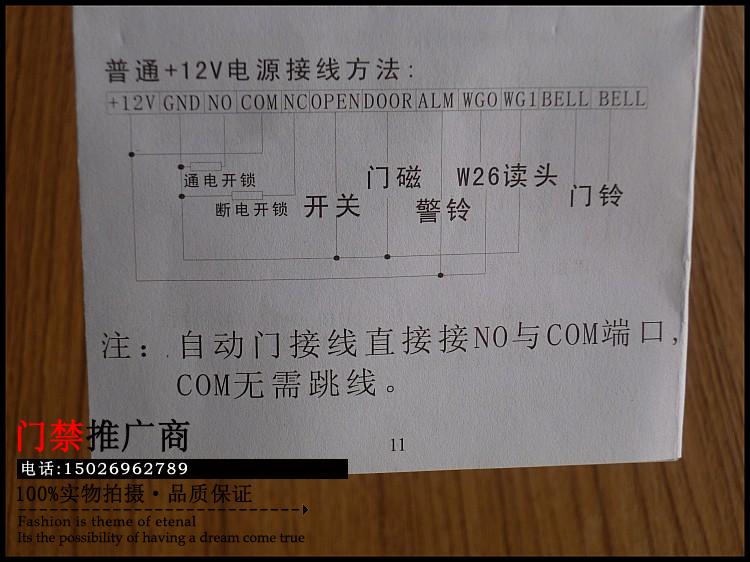 普通+12V电源接线方法:
+12V GND NO COM NC OPEN DOOR ALM WG0 WG1 BELL BELL
通电开锁
断电开锁 开关 门磁 警铃 W26读头 门铃
注: 自动门接线直接接NO与COM端口,
COM无需跳线。
11
门禁推广商
电话:15026962789
100%实物拍摄·品质保证
Fashion is theme of etenal
Its the possibility of having a dream come true